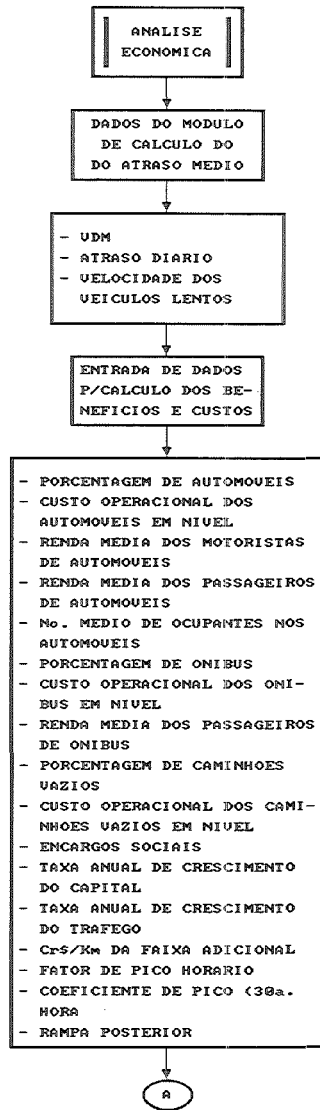 ANALISE
ECONOMICA
DADOS DO MODULO
DE CALCULO DO
DO ATRASO MEDIO
- VDM
- ATRASO DIARIO
- VELOCIDADE DOS
VEICULOS LENTOS
ENTRADA DE DADOS
P/CALCULO DOS BE-
NEFICIOS E CUSTOS
- PORCENTAGEM DE AUTOMOVEIS
- CUSTO OPERACIONAL DOS
AUTOMOVEIS EM NIVEL
- RENDA MEDIA DOS MOTORISTAS
DE AUTOMOVEIS
- RENDA MEDIA DOS PASSAGEIROS
DE AUTOMOVEIS
- No. MEDIO DE OCUPANTES NOS
AUTOMOVEIS
- PORCENTAGEM DE ONIBUS
- CUSTO OPERACIONAL DOS ONI-
BUS EM NIVEL
- RENDA MEDIA DOS PASSAGEIROS
DE ONIBUS
- PORCENTAGEM DE CAMINHOES
VAZIOS
- CUSTO OPERACIONAL DOS CAMI-
NHOES VAZIOS EM NIVEL
- ENCARGOS SOCIAIS
- TAXA ANUAL DE CRESCIMENTO
DO CAPITAL
- TAXA ANUAL DE CRESCIMENTO
DO TRAFEGO
- Cr$/Km DA FAIXA ADICIONAL
- FATOR DE PICO HORARIO
- COEFICIENTE DE PICO (30a.
HORA
- RAMPA POSTERIOR
A